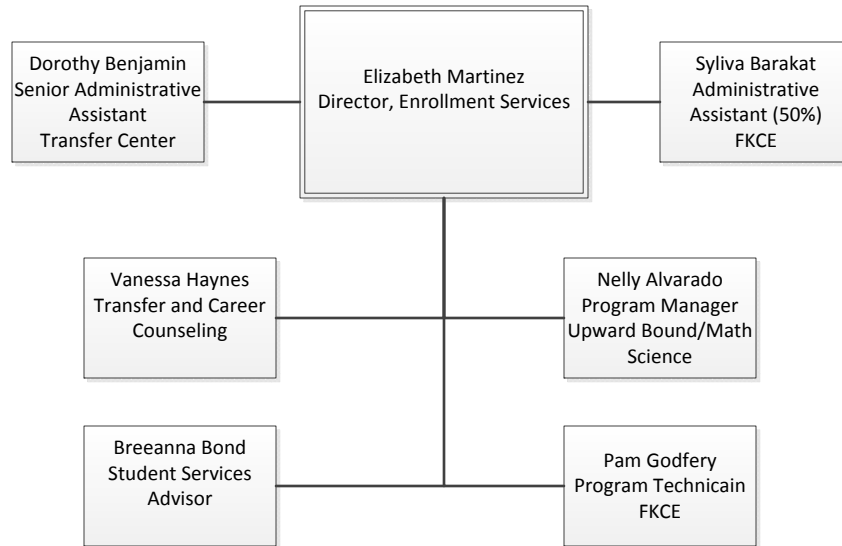 Dorothy Benjamin
Senior Administrative
Assistant
Transfer Center
Elizabeth Martinez
Director, Enrollment Services
Syliva Barakat
Administrative
Assistant (50%)
FKCE
Vanessa Haynes
Transfer and Career
Counseling
Nelly Alvarado
Program Manager
Upward Bound/Math
Science
Breeanna Bond
Student Services
Advisor
Pam Godfery
Program Technicain
FKCE